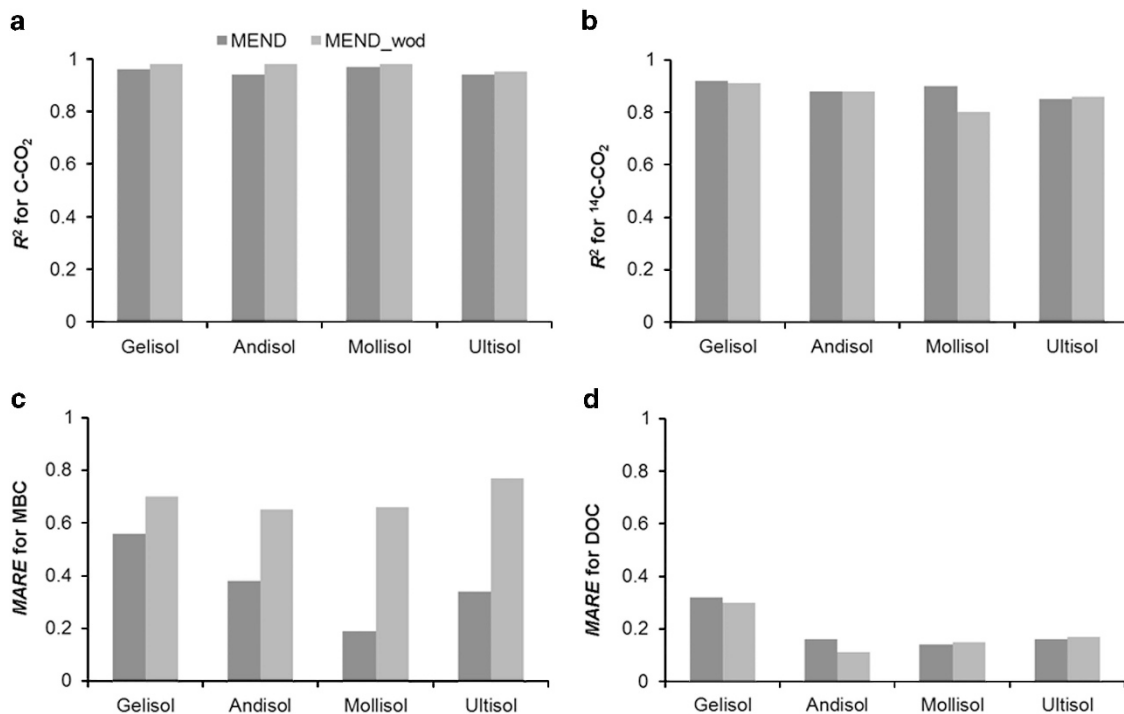 a
MEND MEND_wod
R² for C-CO₂
1
0.8
0.6
0.4
0.2
0
Gelisol Andisol Mollisol Ultisol
b
R² for ¹⁴C-CO₂
1
0.8
0.6
0.4
0.2
0
Gelisol Andisol Mollisol Ultisol
c
MARE for MBC
1
0.8
0.6
0.4
0.2
0
Gelisol Andisol Mollisol Ultisol
d
MARE for DOC
1
0.8
0.6
0.4
0.2
0
Gelisol Andisol Mollisol Ultisol